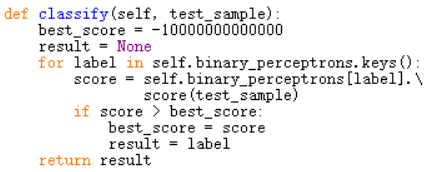 def classify(self, test_sample):
    best_score = -10000000000000
    result = None
    for label in self.binary_perceptrons.keys():
        score = self.binary_perceptrons[label].\
                score(test_sample)
        if score > best_score:
            best_score = score
            result = label
    return result